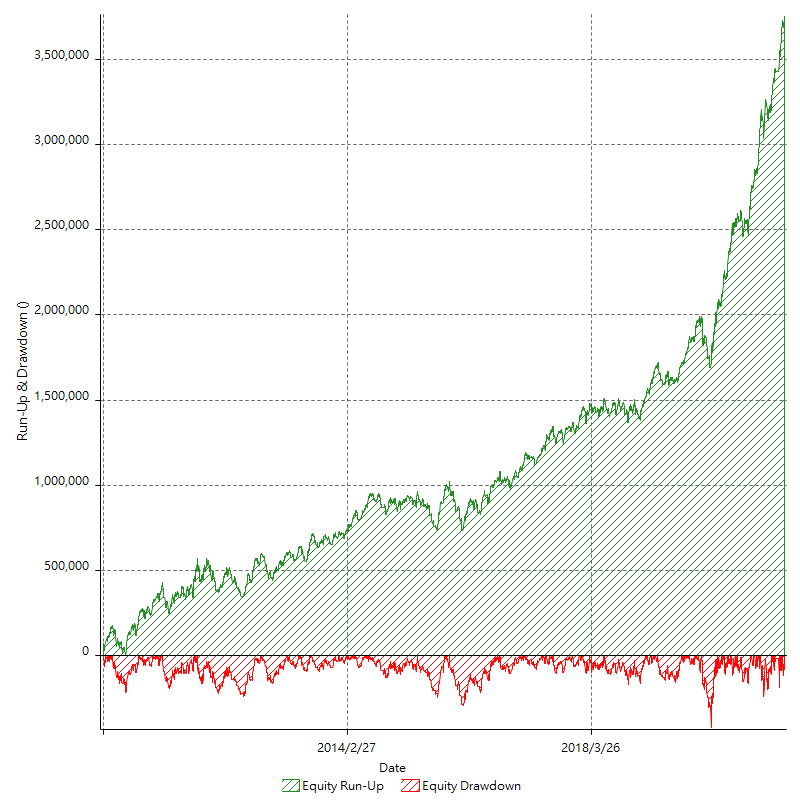 3,500,000
3,000,000
2,500,000
2,000,000
1,500,000
1,000,000
500,000
0
Run-Up & Drawdown ()
2014/2/27
2018/3/26
Date
Equity Run-Up
Equity Drawdown